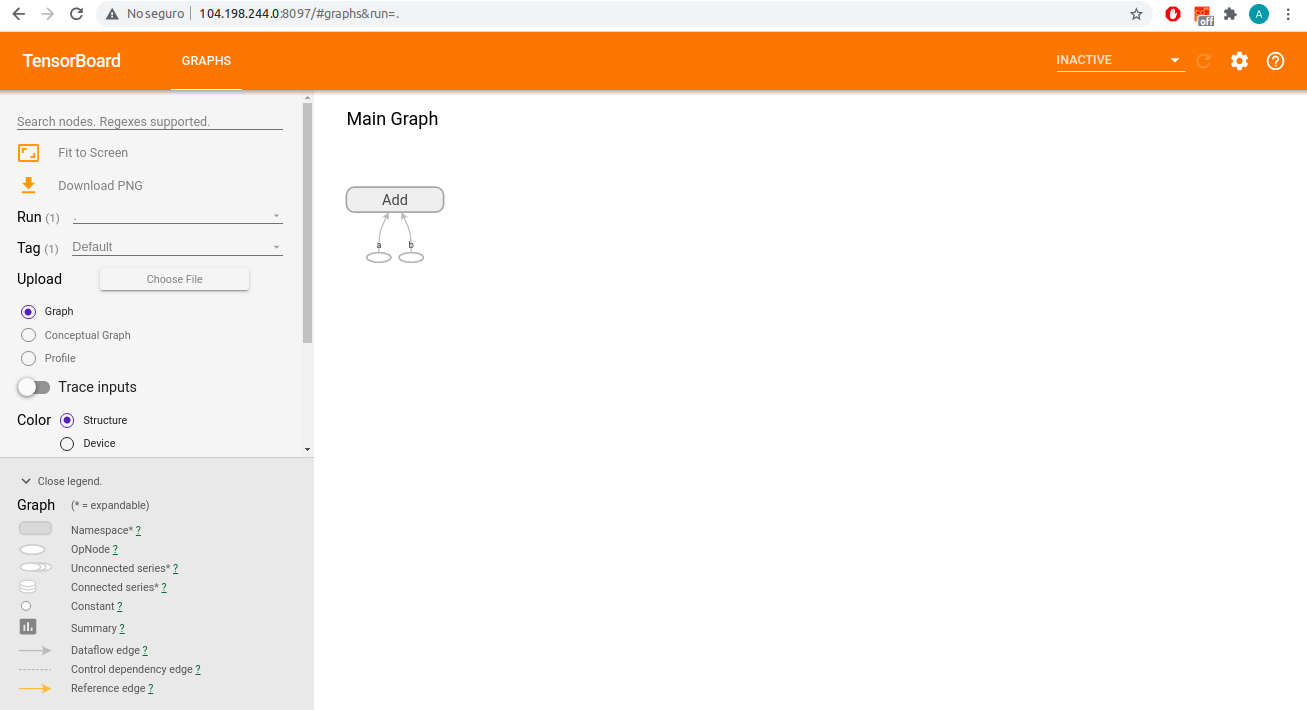 No seguro 104.198.244.0:8097/#graphs&run=.
A
off
TensorBoard GRAPHS INACTIVE
Search nodes. Regexes supported.
Fit to Screen
Download PNG
Run (1) .
Tag (1) Default
Upload Choose File
Graph
Conceptual Graph
Profile
Trace inputs
Color Structure
Device
Close legend.
Graph (* = expandable)
Namespace* ?
OpNode ?
Unconnected series* ?
Connected series* ?
Constant ?
Summary ?
Dataflow edge ?
Control dependency edge ?
Reference edge ?
Main Graph
Add
a b